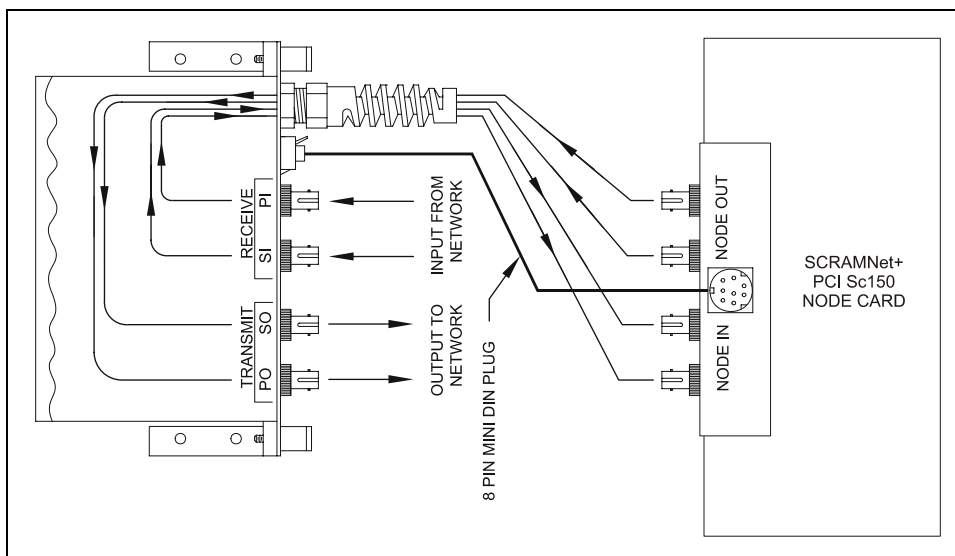 RECEIVE
PI
SI
TRANSMIT
SO
PO
INPUT FROM
NETWORK
OUTPUT TO
NETWORK
8 PIN MINI DIN PLUG
NODE OUT
NODE IN
SCRAMNet+
PCI Sc150
NODE CARD